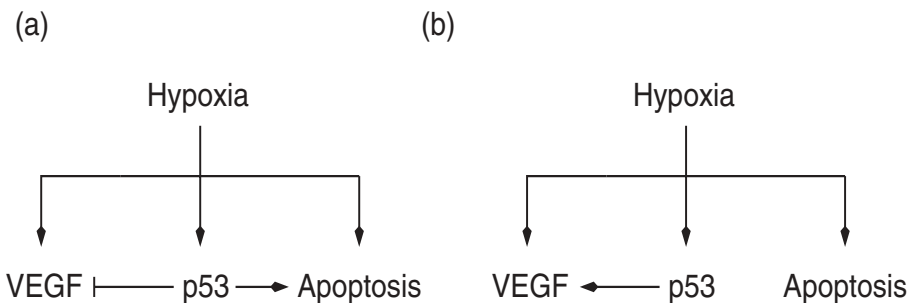 (a)
(b)
Hypoxia
Hypoxia
VEGF p53 Apoptosis
VEGF p53 Apoptosis